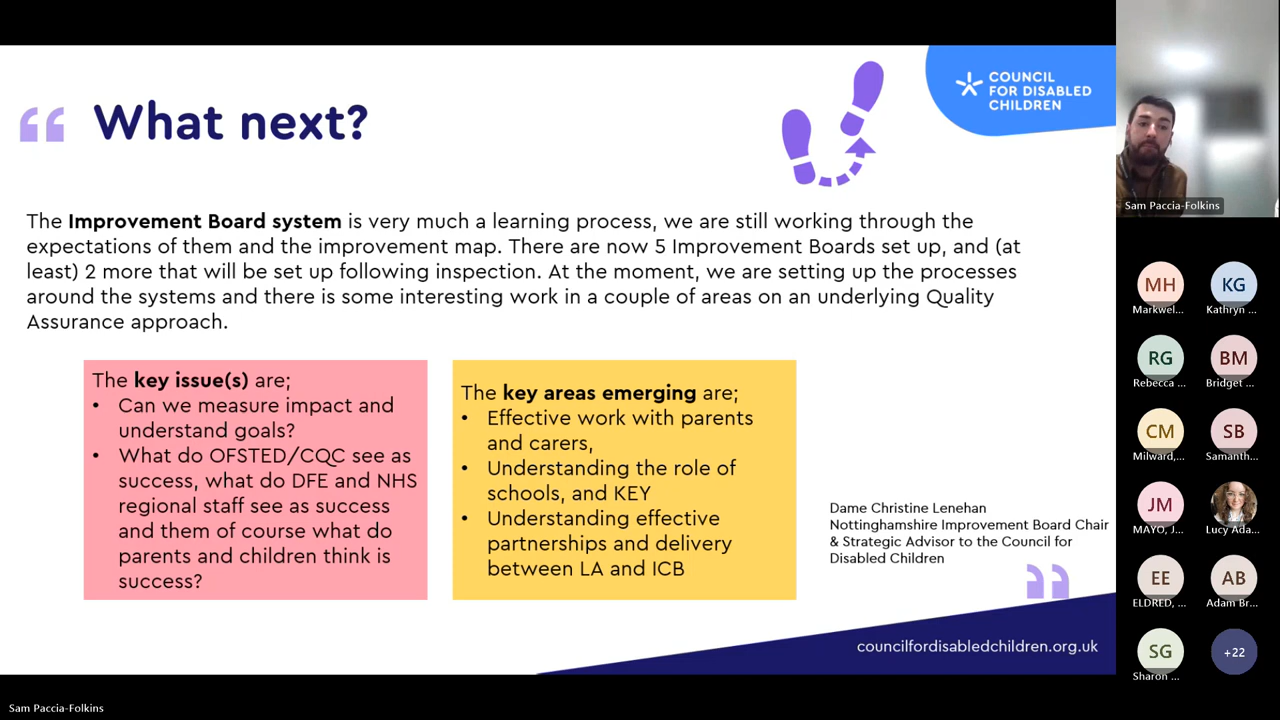 What next?
COUNCIL
FOR DISABLED
CHILDREN
The Improvement Board system is very much a learning process, we are still working through the
expectations of them and the improvement map. There are now 5 Improvement Boards set up, and (at
least) 2 more that will be set up following inspection. At the moment, we are setting up the processes
around the systems and there is some interesting work in a couple of areas on an underlying Quality
Assurance approach.
The key issue(s) are;
• Can we measure impact and
understand goals?
• What do OFSTED/CQC see as
success, what do DFE and NHS
regional staff see as success
and them of course what do
parents and children think is
success?
The key areas emerging are;
• Effective work with parents
and carers,
• Understanding the role of
schools, and KEY
• Understanding effective
partnerships and delivery
between LA and ICB
Dame Christine Lenehan
Nottinghamshire Improvement Board Chair
& Strategic Advisor to the Council for
Disabled Children
councilfordisabledchildren.org.uk
Sam Paccia-Folkins
MH
Markwel...
KG
Kathryn ...
RG
Rebecca ...
BM
Bridget ...
CM
Milward,...
SB
Samanth...
JM
MAYO, J...
Lucy Ada...
EE
ELDRED, ...
AB
Adam Br...
SG
Sharon ...
+22
Sam Paccia-Folkins